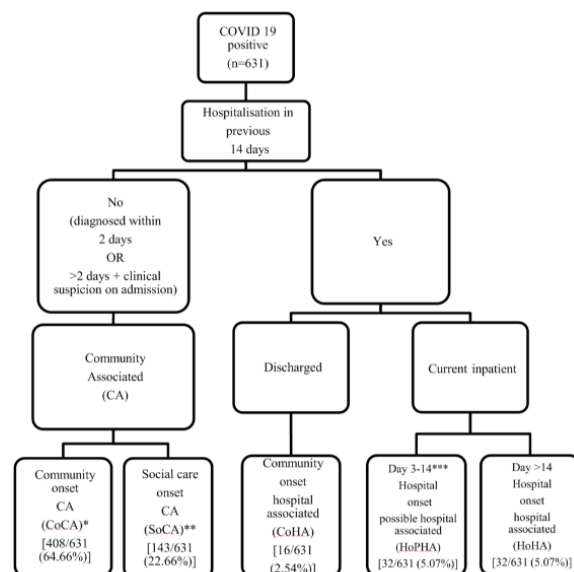 COVID 19
positive
(n=631)
Hospitalisation in
previous
14 days
No
(diagnosed within
2 days
OR
>2 days + clinical
suspicion on admission)
Yes
Community
Associated
(CA)
Discharged
Current inpatient
Community
onset
CA
(CoCA)*
[408/631
(64.66%)]
Social care
onset
CA
(SoCA)**
[143/631
(22.66%)]
Community
onset
hospital
associated
(CoHA)
[16/631
(2.54%)]
Day 3-14***
Hospital
onset
possible hospital
associated
(HoPHA)
[32/631 (5.07%)]
Day >14
Hospital
onset
hospital
associated
(HoHA)
[32/631 (5.07%)]